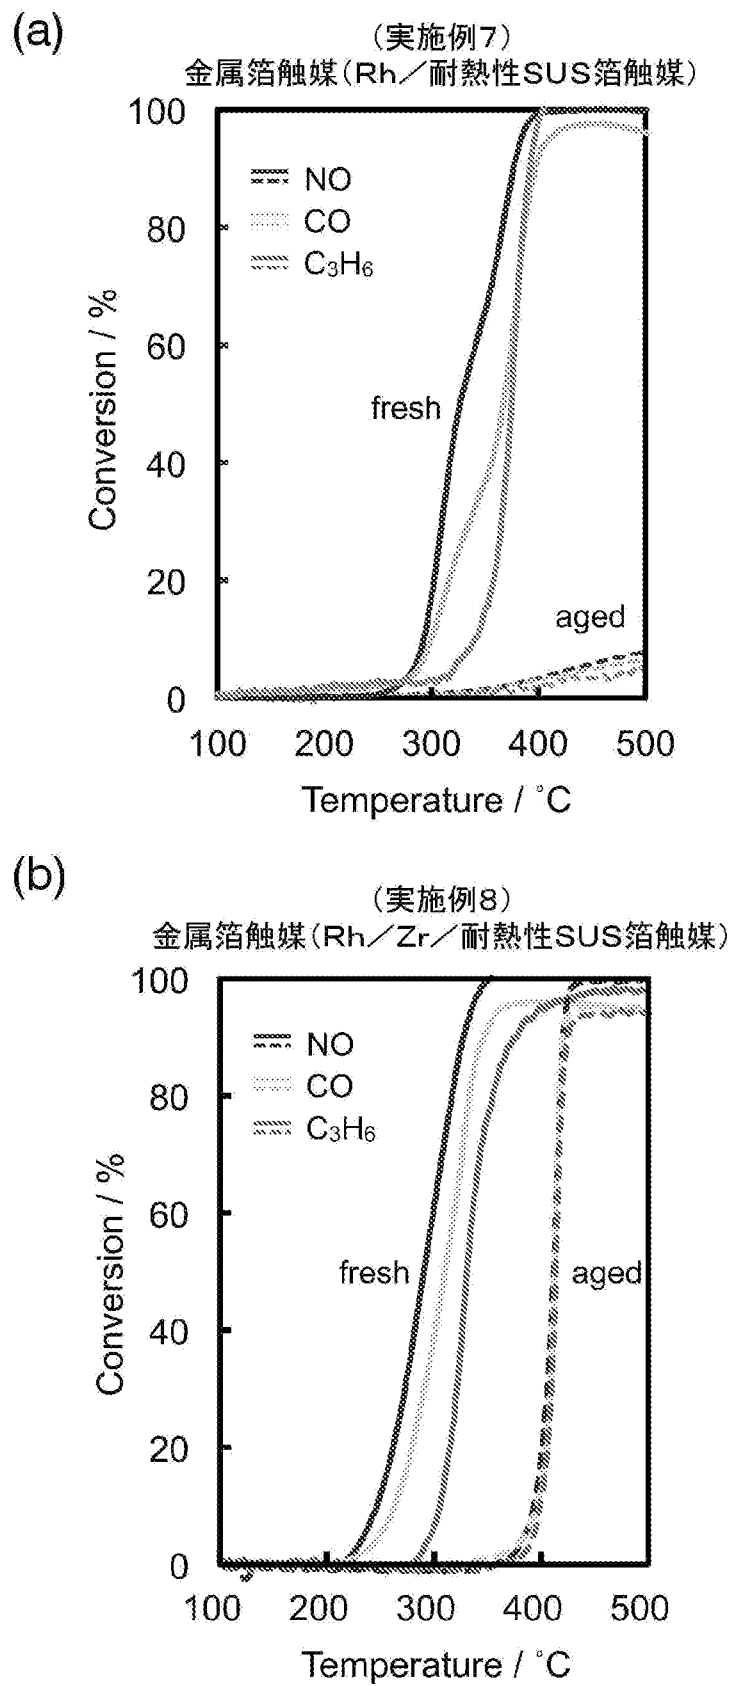 (a)
（実施例7）
金属箔触媒（Rh／耐熱性SUS箔触媒）
100
80
60
40
20
0
Conversion / %
NO
CO
C₃H₆
fresh
aged
100 200 300 400 500
Temperature / °C
(b)
（実施例8）
金属箔触媒（Rh／Zr／耐熱性SUS箔触媒）
100
80
60
40
20
0
Conversion / %
NO
CO
C₃H₆
fresh
aged
100 200 300 400 500
Temperature / °C